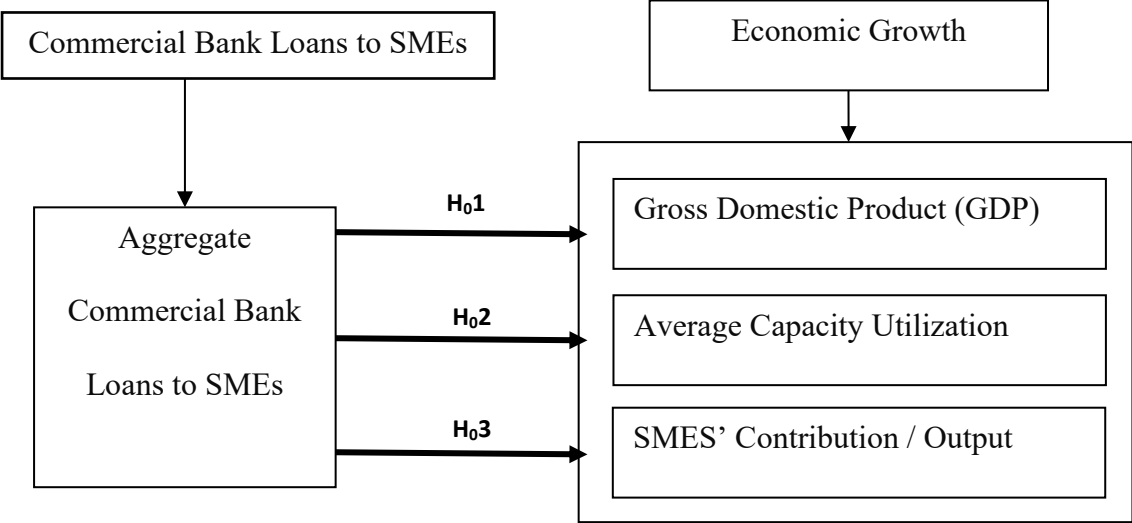 Commercial Bank Loans to SMEs
Economic Growth
Aggregate
Commercial Bank
Loans to SMEs
H₀1
H₀2
H₀3
Gross Domestic Product (GDP)
Average Capacity Utilization
SMES’ Contribution / Output